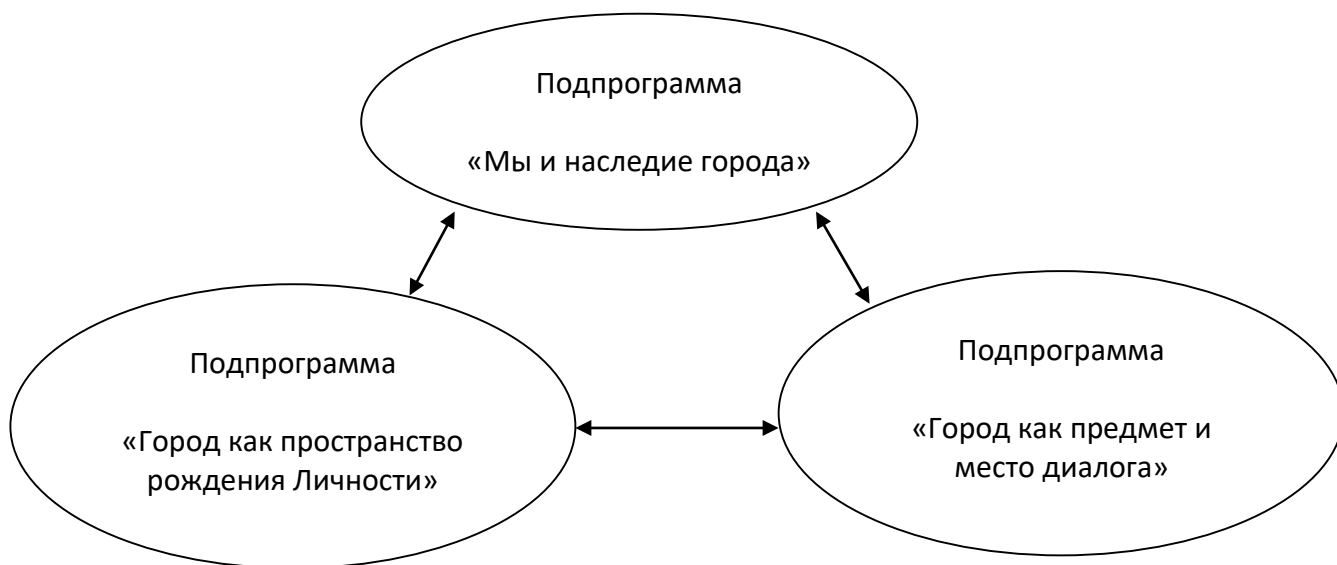 Подпрограмма
«Мы и наследие города»
Подпрограмма
«Город как пространство
рождения Личности»
Подпрограмма
«Город как предмет и
место диалога»